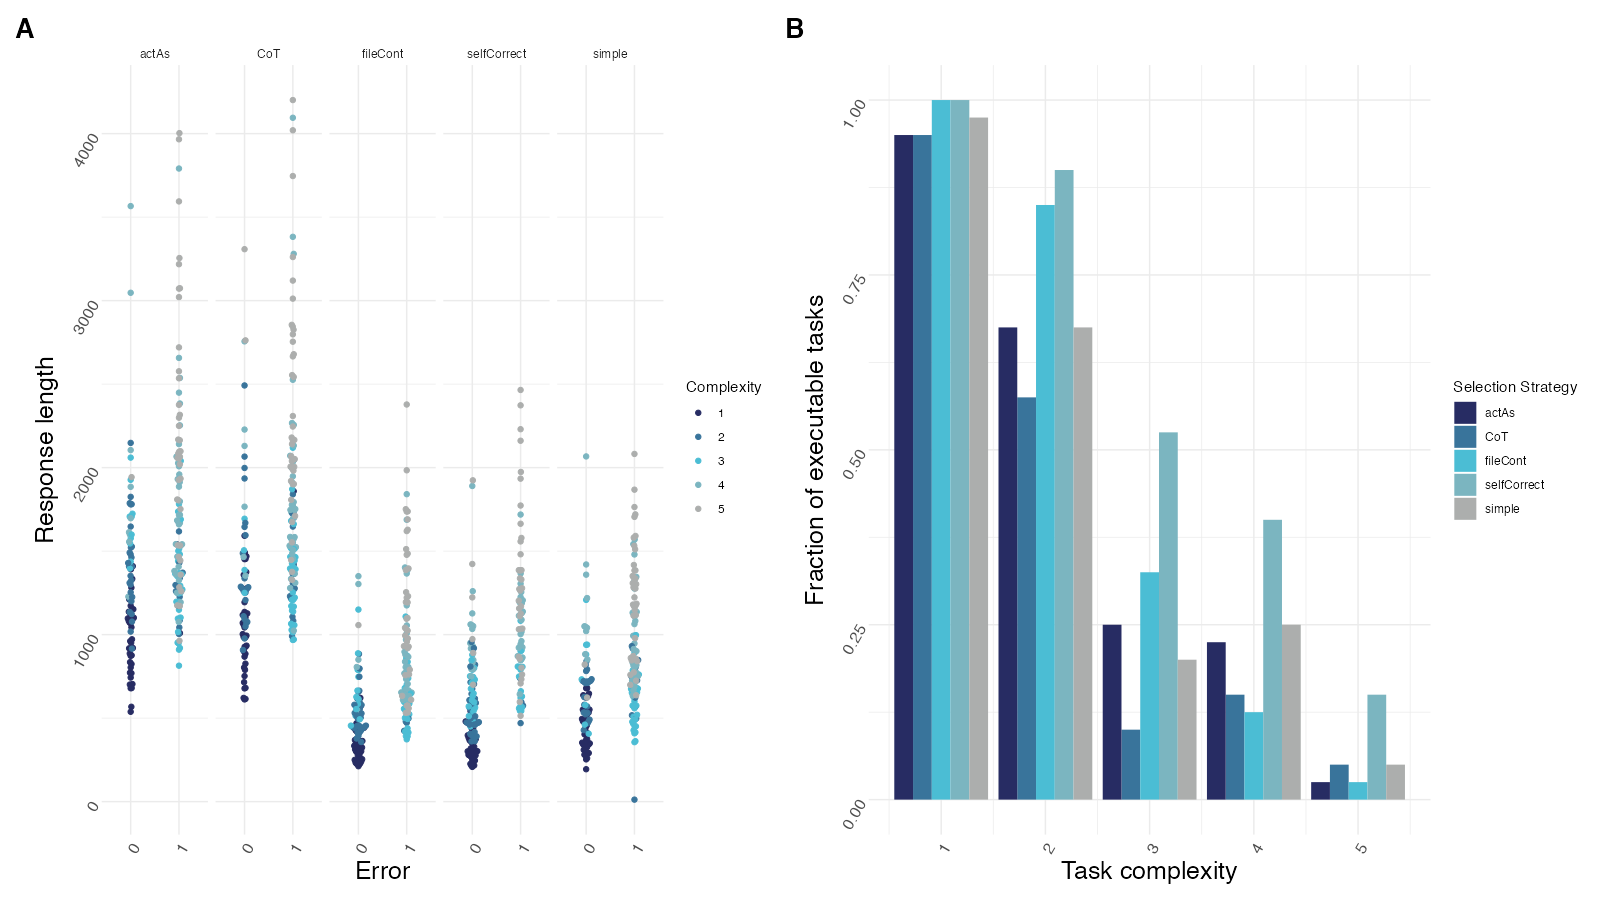 A
actAs CoT fileCont selfCorrect simple
4000
3000
2000
1000
0
Response length
0 1 0 1 0 1 0 1 0 1
Error
Complexity
1
2
3
4
5
B
1.00
0.75
0.50
0.25
0.00
Fraction of executable tasks
1 2 3 4 5
Task complexity
Selection Strategy
actAs
CoT
fileCont
selfCorrect
simple